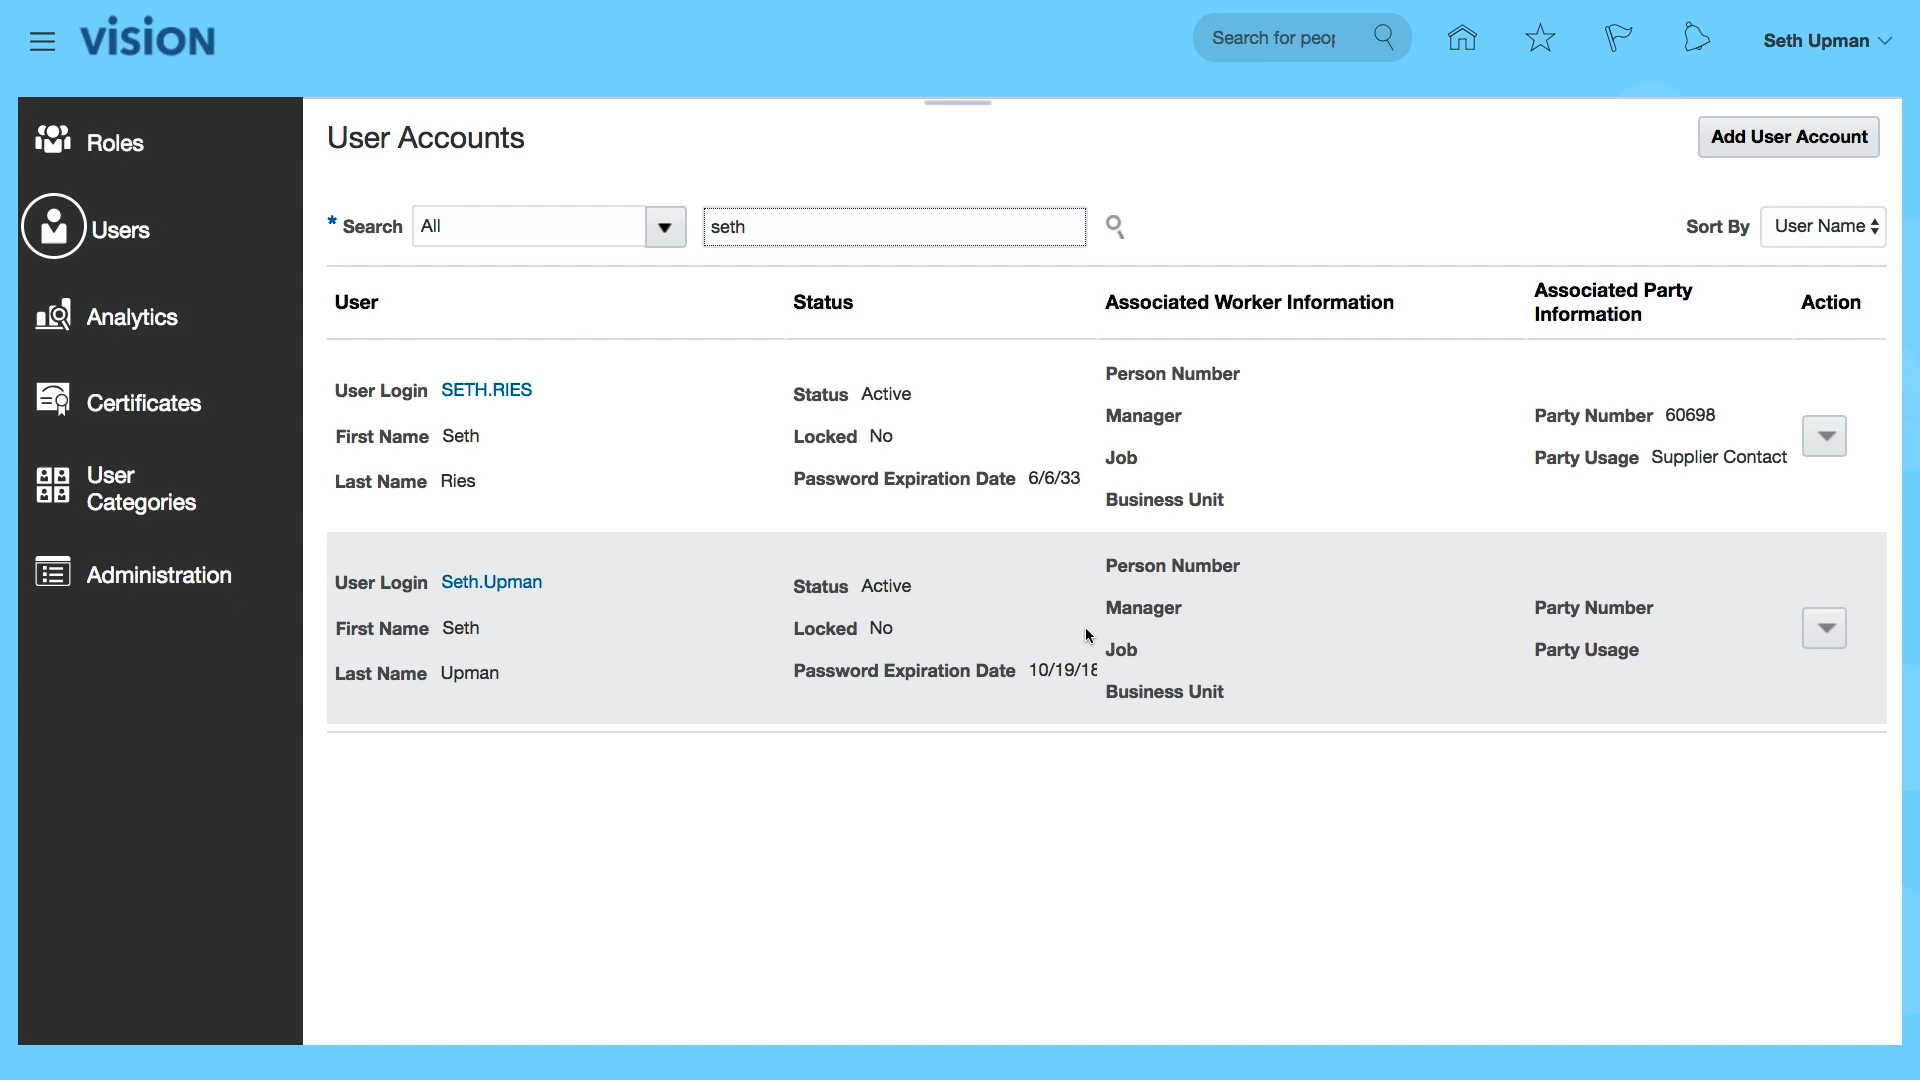 vision
Search for peop
Seth Upman
Roles
Users
Analytics
Certificates
User
Categories
Administration
User Accounts
Add User Account
* Search All
seth
Sort By User Name
User
Status
Associated Worker Information
Associated Party
Information
Action
User Login SETH.RIES
First Name Seth
Last Name Ries
Status Active
Locked No
Password Expiration Date 6/6/33
Person Number
Manager
Job
Business Unit
Party Number 60698
Party Usage Supplier Contact
User Login Seth.Upman
First Name Seth
Last Name Upman
Status Active
Locked No
Password Expiration Date 10/19/18
Person Number
Manager
Job
Business Unit
Party Number
Party Usage